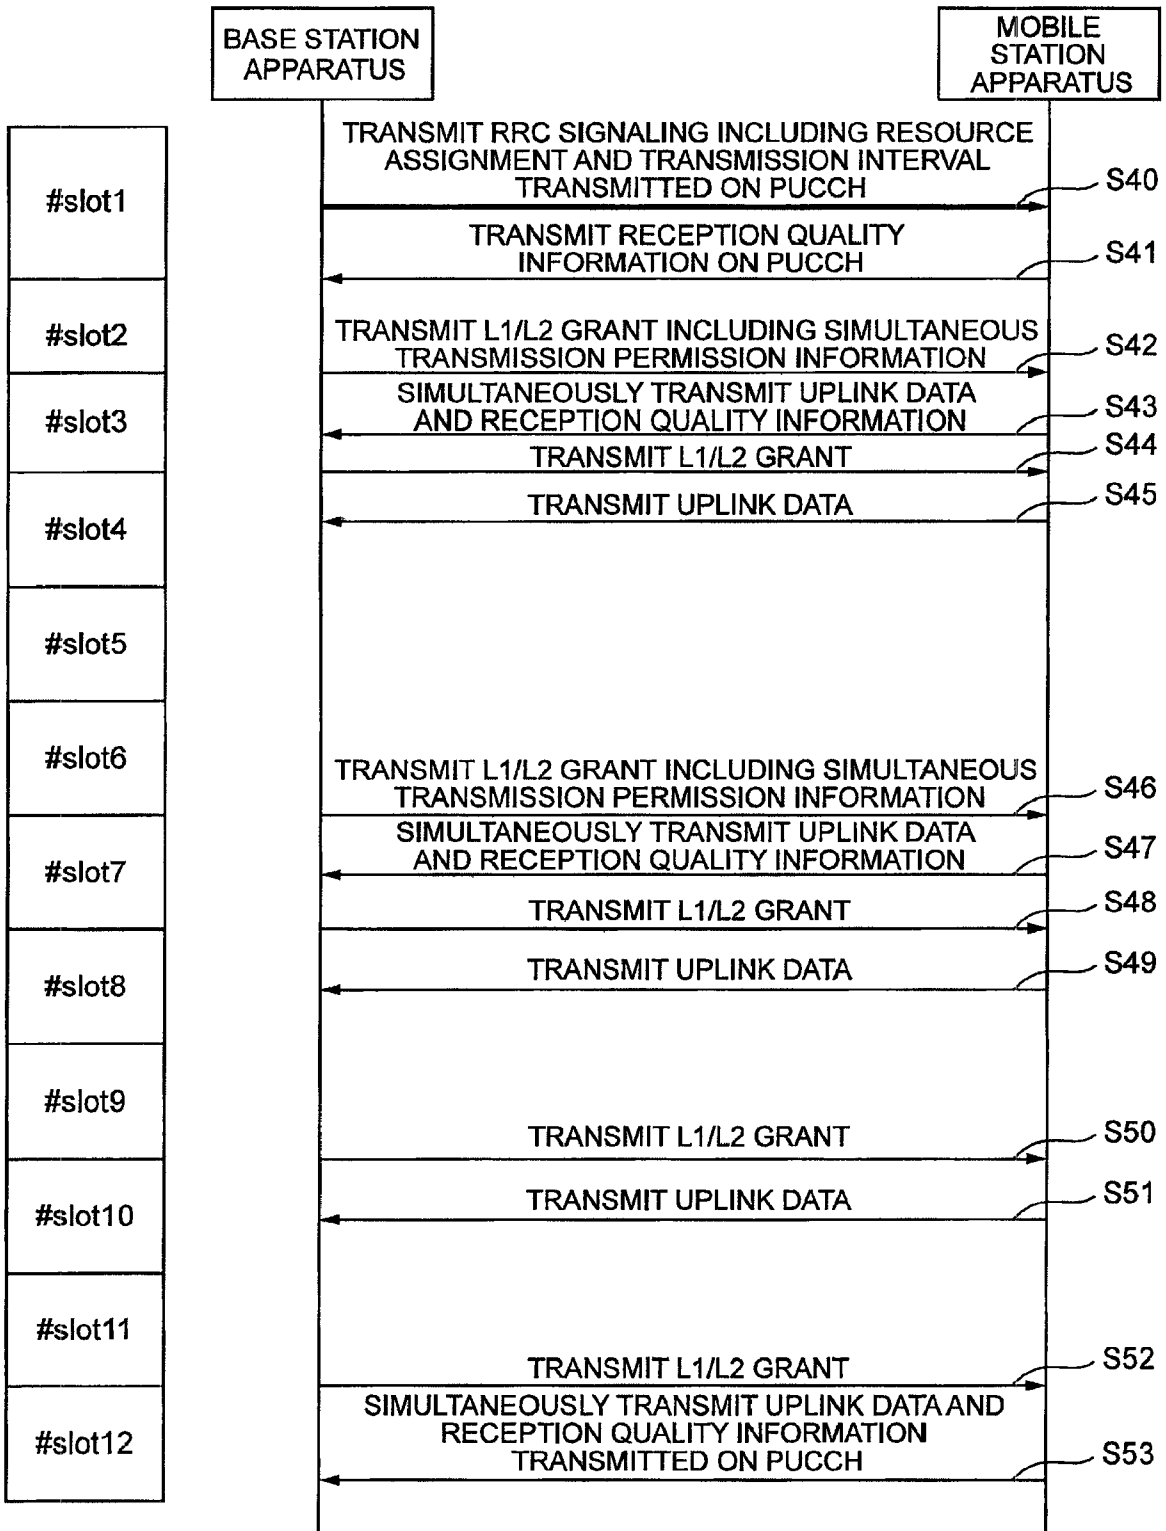 BASE STATION
APPARATUS
MOBILE
STATION
APPARATUS
#slot1
TRANSMIT RRC SIGNALING INCLUDING RESOURCE
ASSIGNMENT AND TRANSMISSION INTERVAL
TRANSMITTED ON PUCCH
S40
TRANSMIT RECEPTION QUALITY
INFORMATION ON PUCCH
S41
#slot2
TRANSMIT L1/L2 GRANT INCLUDING SIMULTANEOUS
TRANSMISSION PERMISSION INFORMATION
S42
#slot3
SIMULTANEOUSLY TRANSMIT UPLINK DATA
AND RECEPTION QUALITY INFORMATION
S43
TRANSMIT L1/L2 GRANT
S44
#slot4
TRANSMIT UPLINK DATA
S45
#slot5
#slot6
TRANSMIT L1/L2 GRANT INCLUDING SIMULTANEOUS
TRANSMISSION PERMISSION INFORMATION
S46
#slot7
SIMULTANEOUSLY TRANSMIT UPLINK DATA
AND RECEPTION QUALITY INFORMATION
S47
TRANSMIT L1/L2 GRANT
S48
#slot8
TRANSMIT UPLINK DATA
S49
#slot9
TRANSMIT L1/L2 GRANT
S50
#slot10
TRANSMIT UPLINK DATA
S51
#slot11
TRANSMIT L1/L2 GRANT
S52
#slot12
SIMULTANEOUSLY TRANSMIT UPLINK DATA AND
RECEPTION QUALITY INFORMATION
TRANSMITTED ON PUCCH
S53